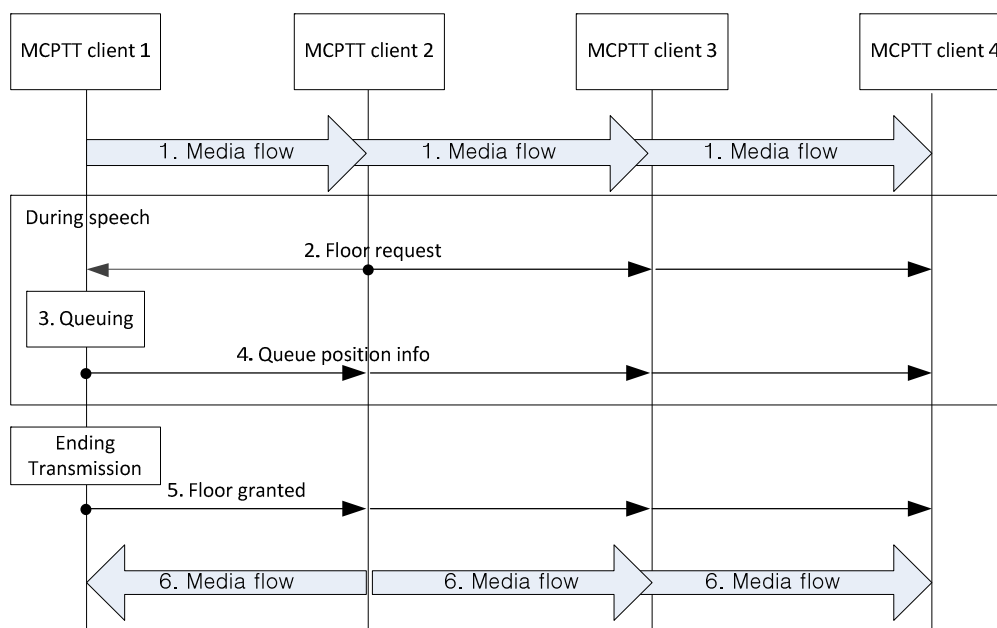 MCPTT client 1
MCPTT client 2
MCPTT client 3
MCPTT client 4
1. Media flow
1. Media flow
1. Media flow
During speech
2. Floor request
3. Queuing
4. Queue position info
Ending
Transmission
5. Floor granted
6. Media flow
6. Media flow
6. Media flow